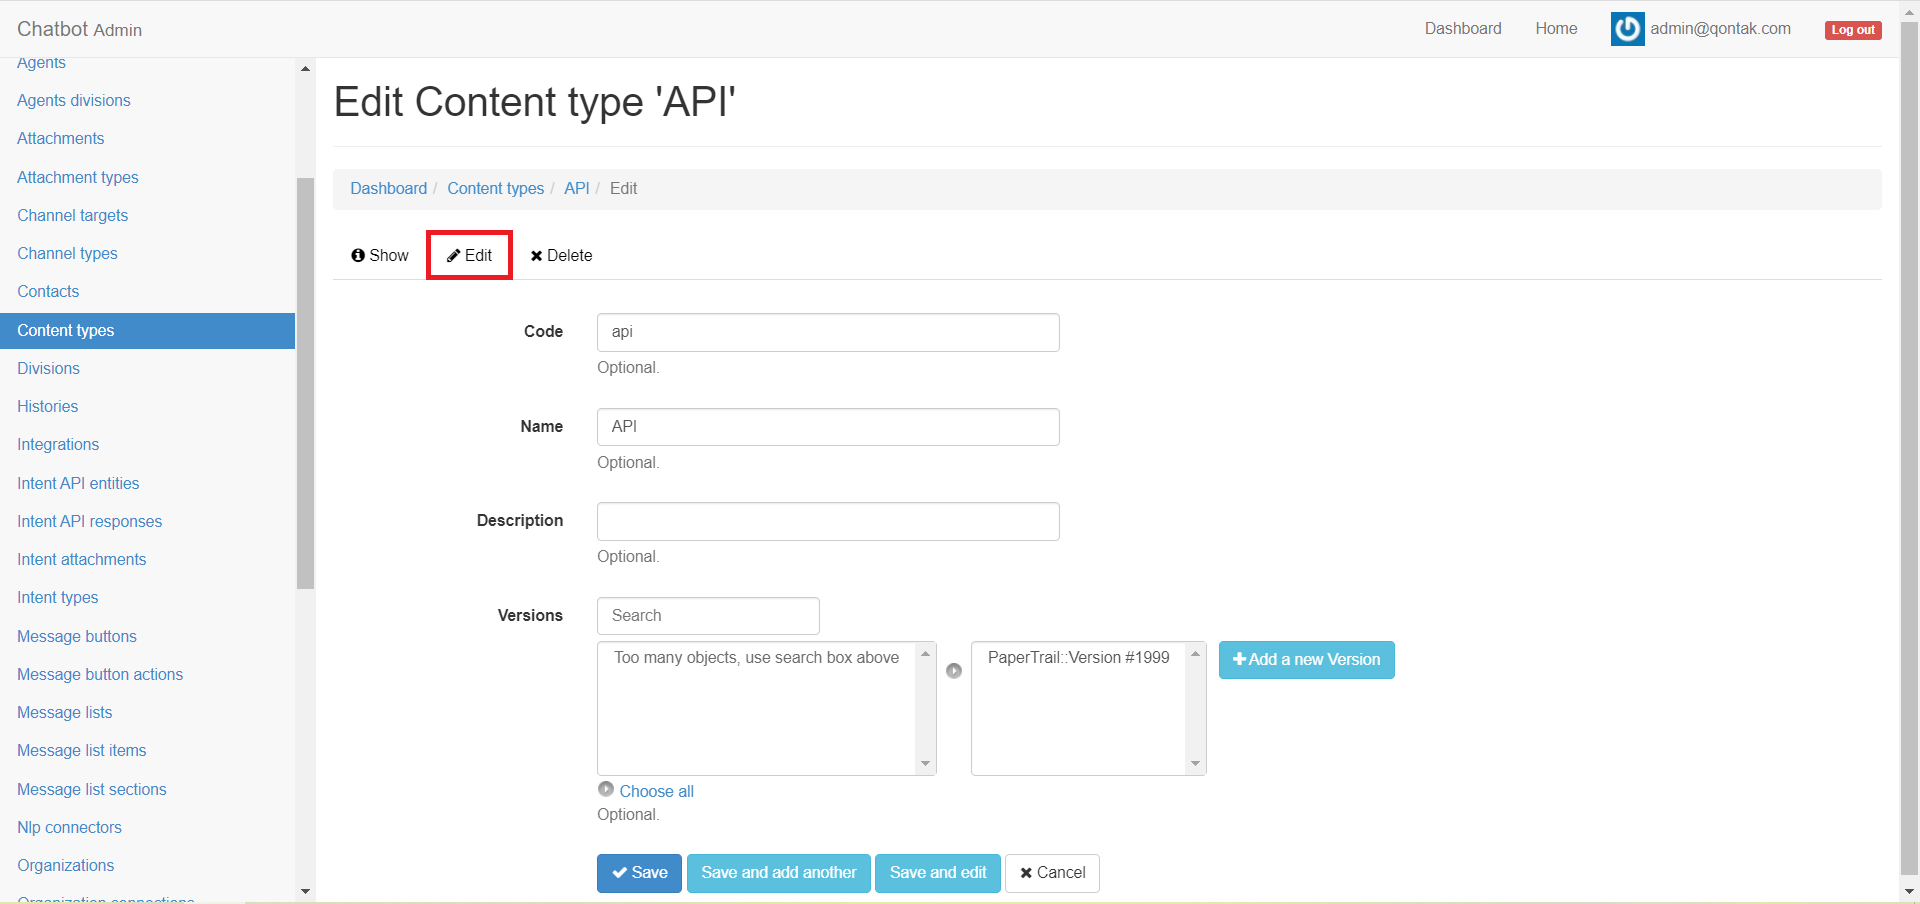 Chatbot Admin
Dashboard
Home
admin@qontak.com
Log out
Agents
Agents divisions
Attachments
Attachment types
Channel targets
Channel types
Contacts
Content types
Divisions
Histories
Integrations
Intent API entities
Intent API responses
Intent attachments
Intent types
Message buttons
Message button actions
Message lists
Message list items
Message list sections
Nlp connectors
Organizations
Organization connections
Edit Content type 'API'
Dashboard / Content types / API / Edit
Show
Edit
Delete
Code
api
Optional.
Name
API
Optional.
Description
Optional.
Versions
Search
Too many objects, use search box above
PaperTrail::Version #1999
Add a new Version
Choose all
Optional.
Save
Save and add another
Save and edit
Cancel